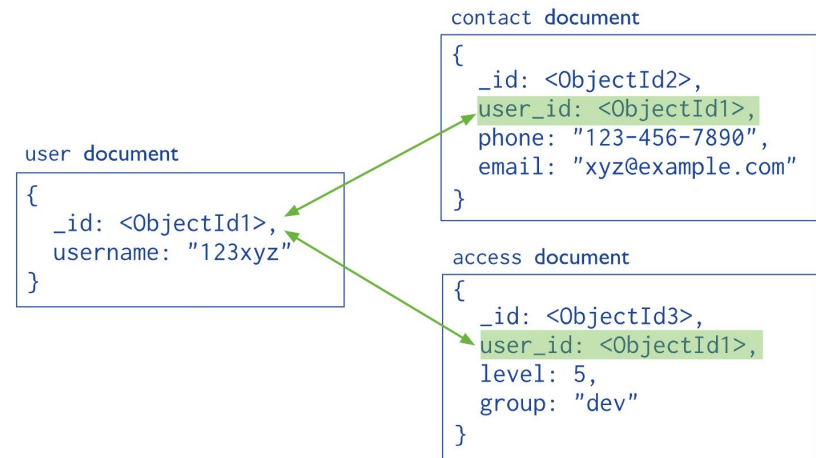 contact document
{
_id: <ObjectId2>,
user_id: <ObjectId1>,
phone: "123-456-7890",
email: "xyz@example.com"
}
user document
{
_id: <ObjectId1>,
username: "123xyz"
}
access document
{
_id: <ObjectId3>,
user_id: <ObjectId1>,
level: 5,
group: "dev"
}